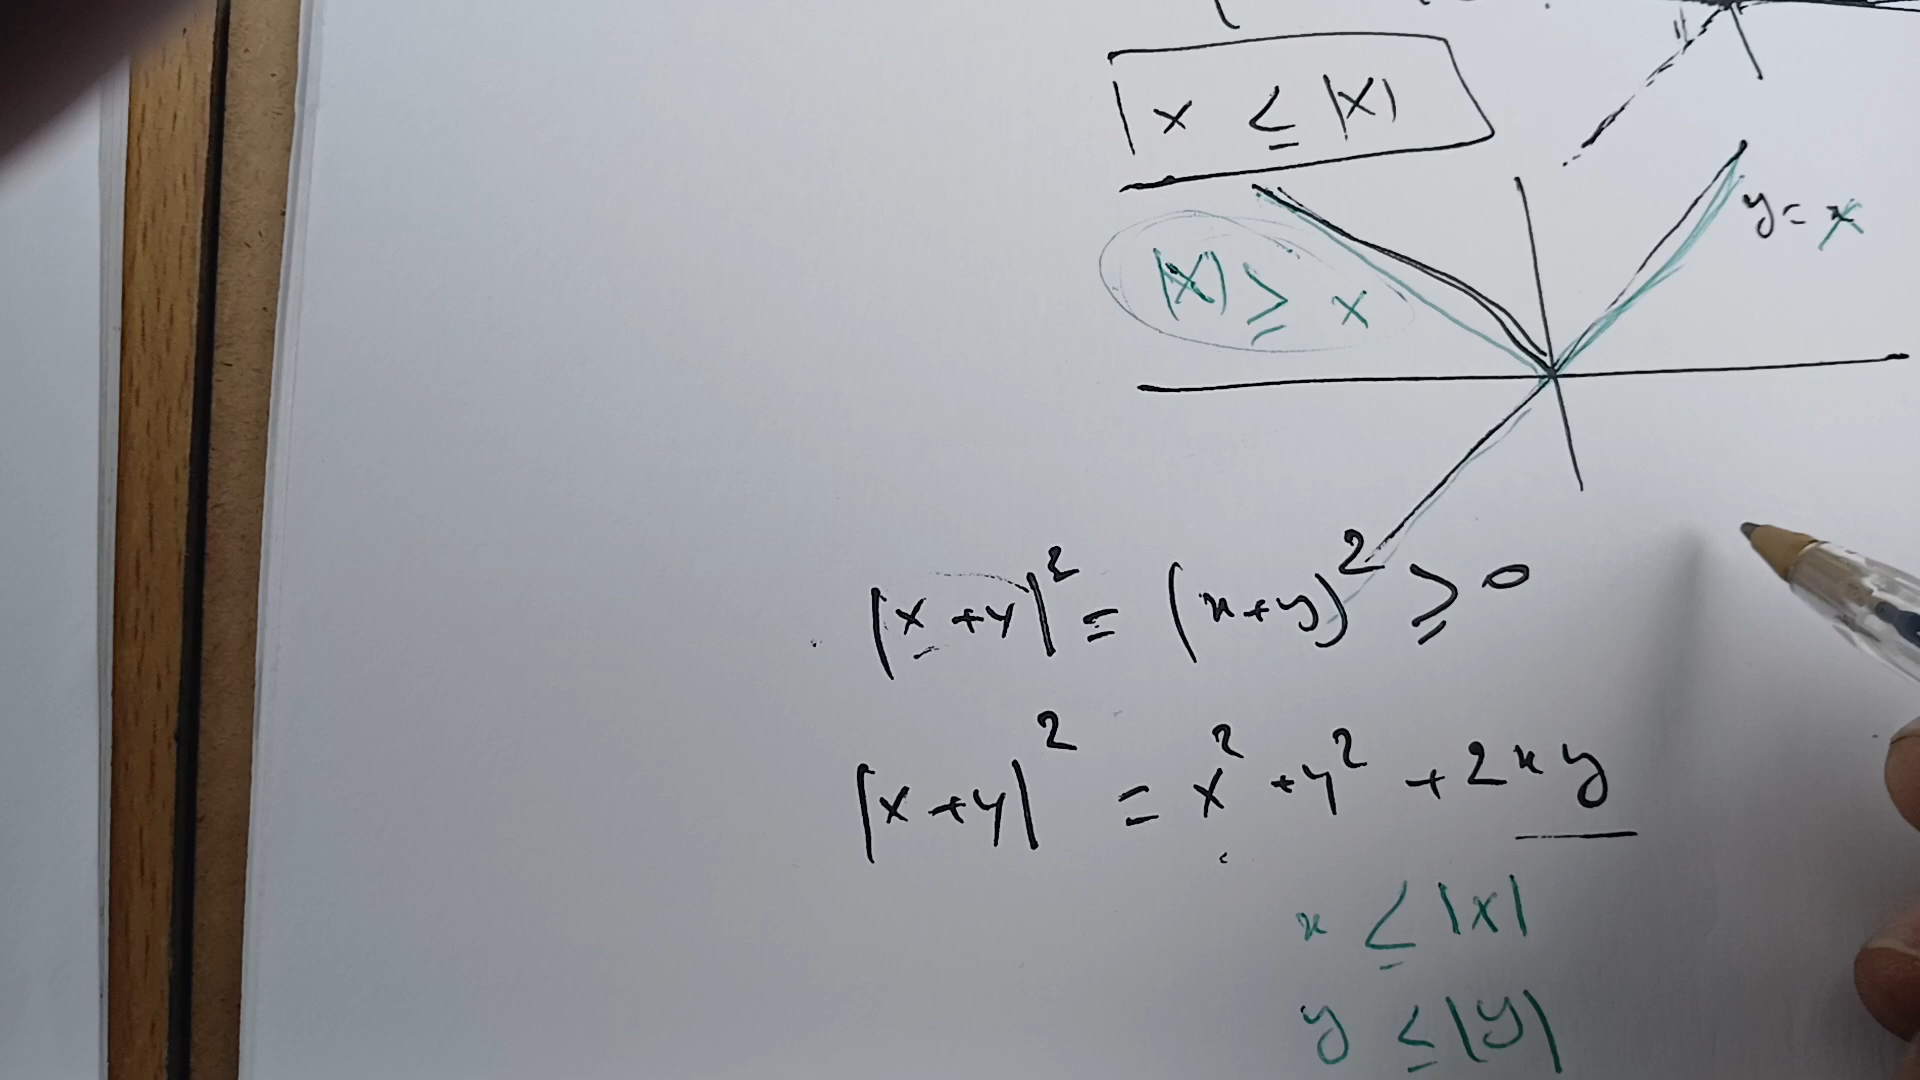 x ≤ |x|
y = x
|x| ≥ x
|x+y|² = (x+y)² ≥ 0
|x+y|² = x² + y² + 2xy
x ≤ |x|
y ≤ |y|